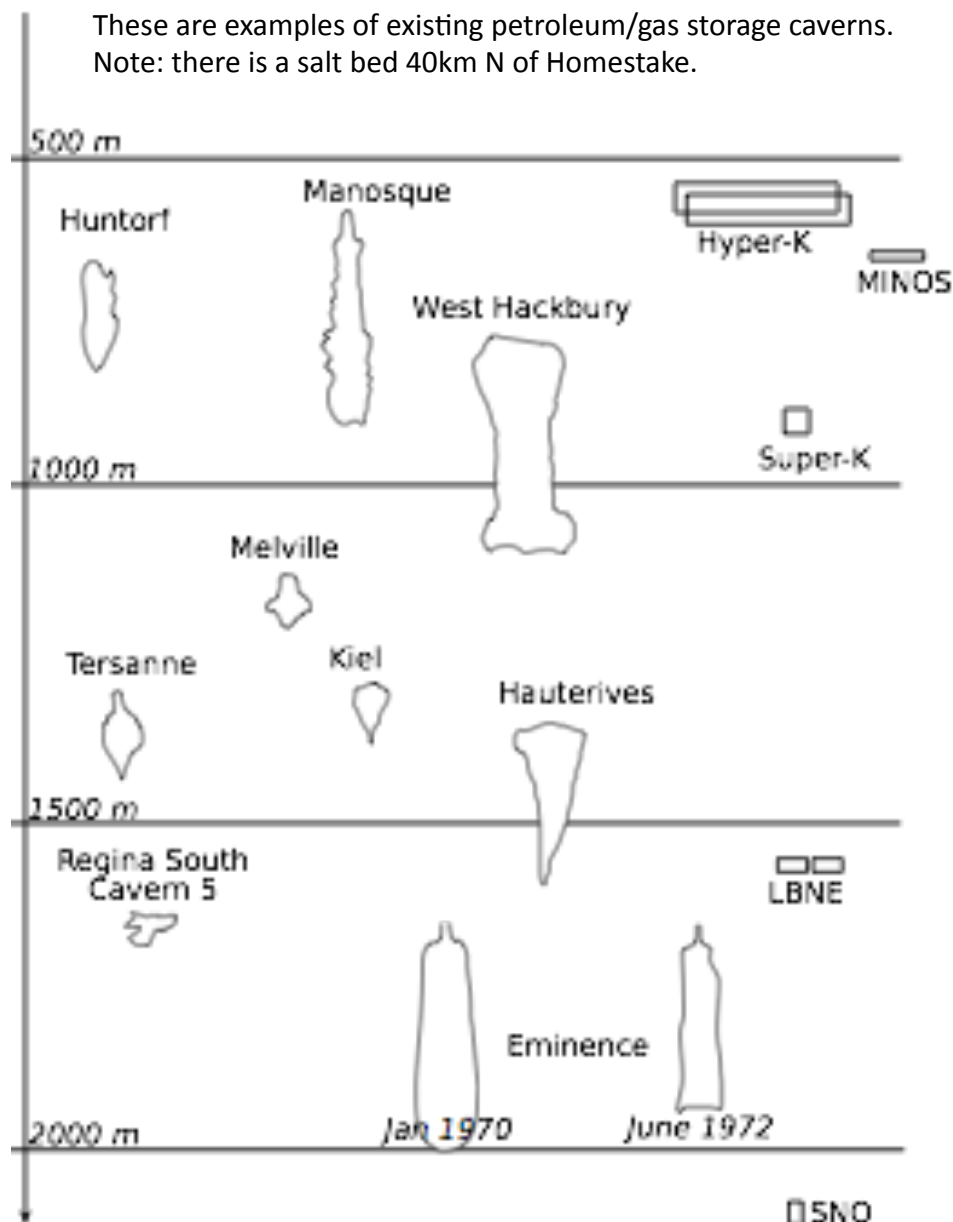 These are examples of existing petroleum/gas storage caverns.
Note: there is a salt bed 40km N of Homestake.
500 m
Manosque
Huntorf
Hyper-K
MINOS
West Hackbury
Super-K
1000 m
Melville
Tersanne
Kiel
Hauterives
1500 m
Regina South
Cavern 5
LBNE
Eminence
2000 m
Jan 1970
June 1972
SNO